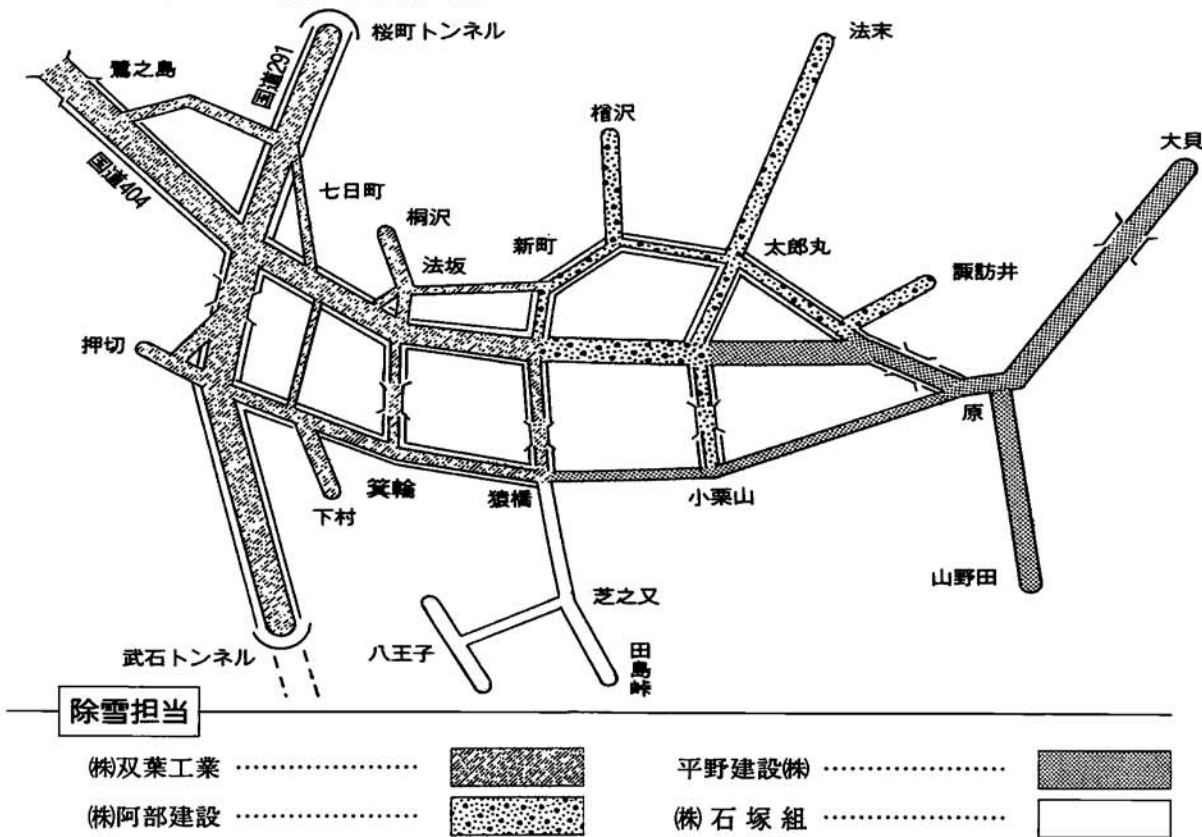 桜町トンネル
法末
鷺之島
国道291
国道404
楢沢
大貝
七日町
桐沢
新町
太郎丸
法坂
諏訪井
押切
原
箕輪
猿橋
小栗山
下村
山野田
芝之又
武石トンネル
八王子
田島峠
除雪担当
㈱双葉工業 ………………
平野建設㈱ ………………
㈱阿部建設 ………………
㈱石塚組 ………………